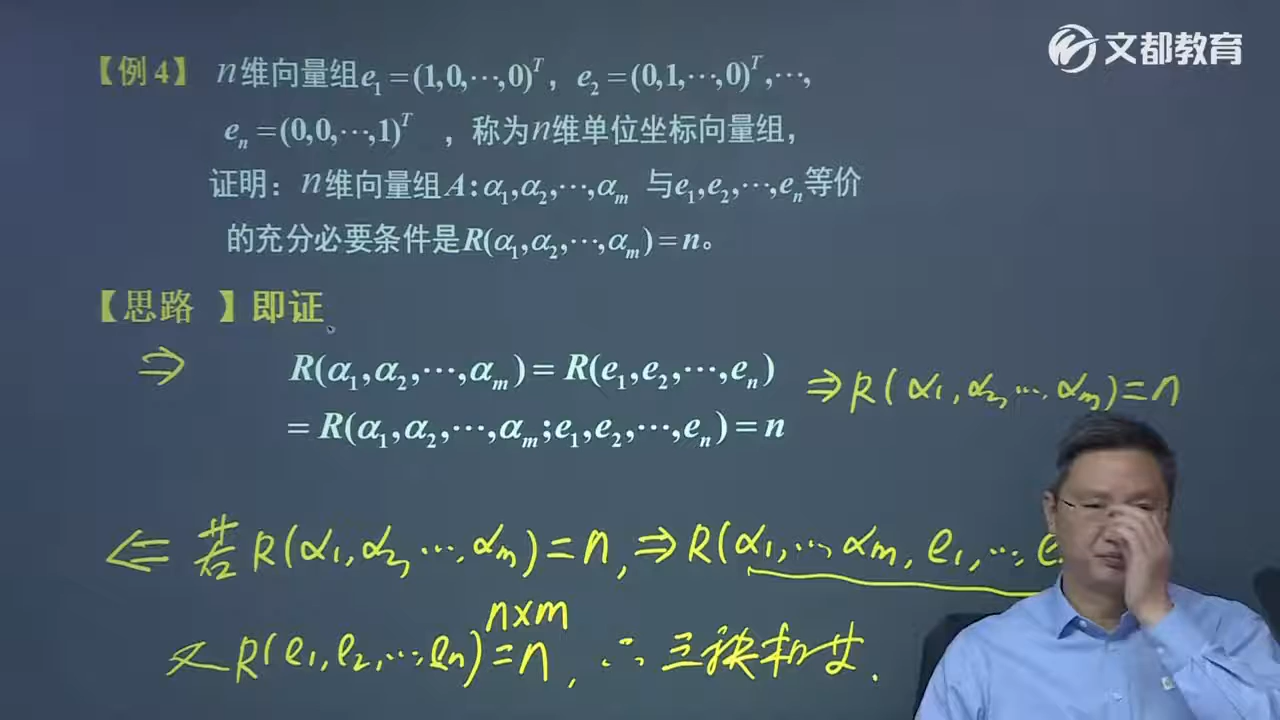 文都教育
【例4】 n维向量组e₁=(1,0,⋯,0)ᵀ, e₂=(0,1,⋯,0)ᵀ,⋯,
eₙ=(0,0,⋯,1)ᵀ ,称为n维单位坐标向量组,
证明:n维向量组A:α₁,α₂,⋯,αₘ 与e₁,e₂,⋯,eₙ等价
的充分必要条件是R(α₁,α₂,⋯,αₘ)=n。
【思路 】即证
⇒ R(α₁,α₂,⋯,αₘ)=R(e₁,e₂,⋯,eₙ)
=R(α₁,α₂,⋯,αₘ;e₁,e₂,⋯,eₙ)=n
⇒R(α₁,α₂,⋯,αₘ)=n
⇐ 若R(α₁,α₂,⋯,αₘ)=n,⇒R(α₁,⋯αₘ,e₁,⋯,e
n×m
又R(e₁,e₂,⋯,eₙ)=n,∴三秩相等.